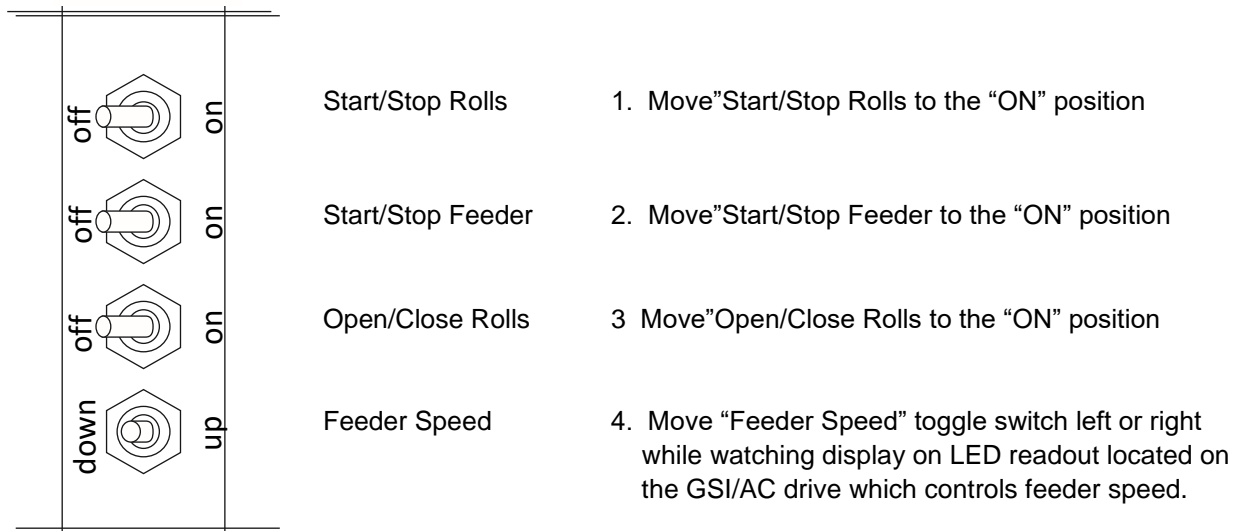 off
on
Start/Stop Rolls
1. Move”Start/Stop Rolls to the “ON” position
off
on
Start/Stop Feeder
2. Move”Start/Stop Feeder to the “ON” position
off
on
Open/Close Rolls
3 Move”Open/Close Rolls to the “ON” position
down
up
Feeder Speed
4. Move “Feeder Speed” toggle switch left or right
while watching display on LED readout located on
the GSI/AC drive which controls feeder speed.